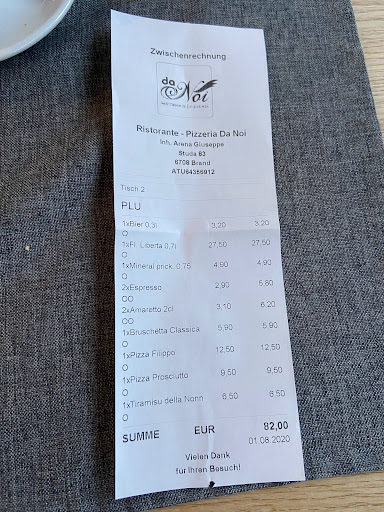 Zwischenrechnung
da
Noi
Ristorante - Pizzeria Da Noi
Inh. Arena Giuseppe
Studa 63
6708 Brand
ATU64356912
Tisch 2
PLU
1xBier 0,3l 3,20 3,20
O
1xFl. Liberta 0,7l 27,50 27,50
O
1xMineral prick. 0,75 4,90 4,90
O
2xEspresso 2,90 5,80
OO
2xAmaretto 2cl 3,10 6,20
OO
1xBruschetta Classica 5,90 5,90
O
1xPizza Filippo 12,50 12,50
O
1xPizza Prosciutto 9,50 9,50
O
1xTiramisu della Nonn 6,50 6,50
O
SUMME EUR 82,00
01.08.2020
Vielen Dank
für Ihren Besuch!